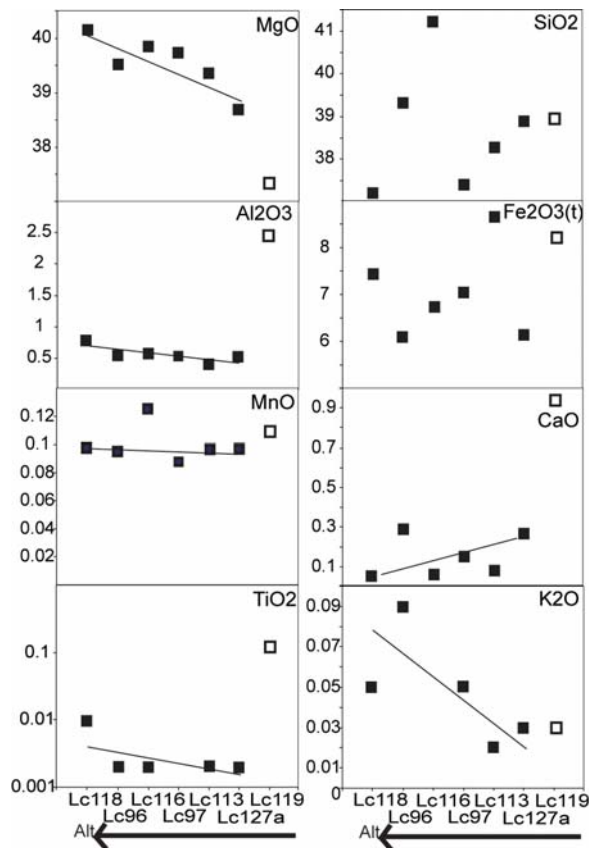 MgO
40
39
38
37
SiO2
41
40
39
38
37
Al2O3
2.5
2
1.5
1
0.5
Fe2O3(t)
8
7
6
MnO
0.12
0.1
0.08
0.06
0.04
0.02
CaO
0.9
0.7
0.5
0.3
0.1
TiO2
0.1
0.01
0.001
K2O
0.09
0.07
0.05
0.03
0.01
0
Lc118 Lc116 Lc113 Lc119
Lc96 Lc97 Lc127a
Alt
Lc118 Lc116 Lc113 Lc119
Lc96 Lc97 Lc127a
Alt